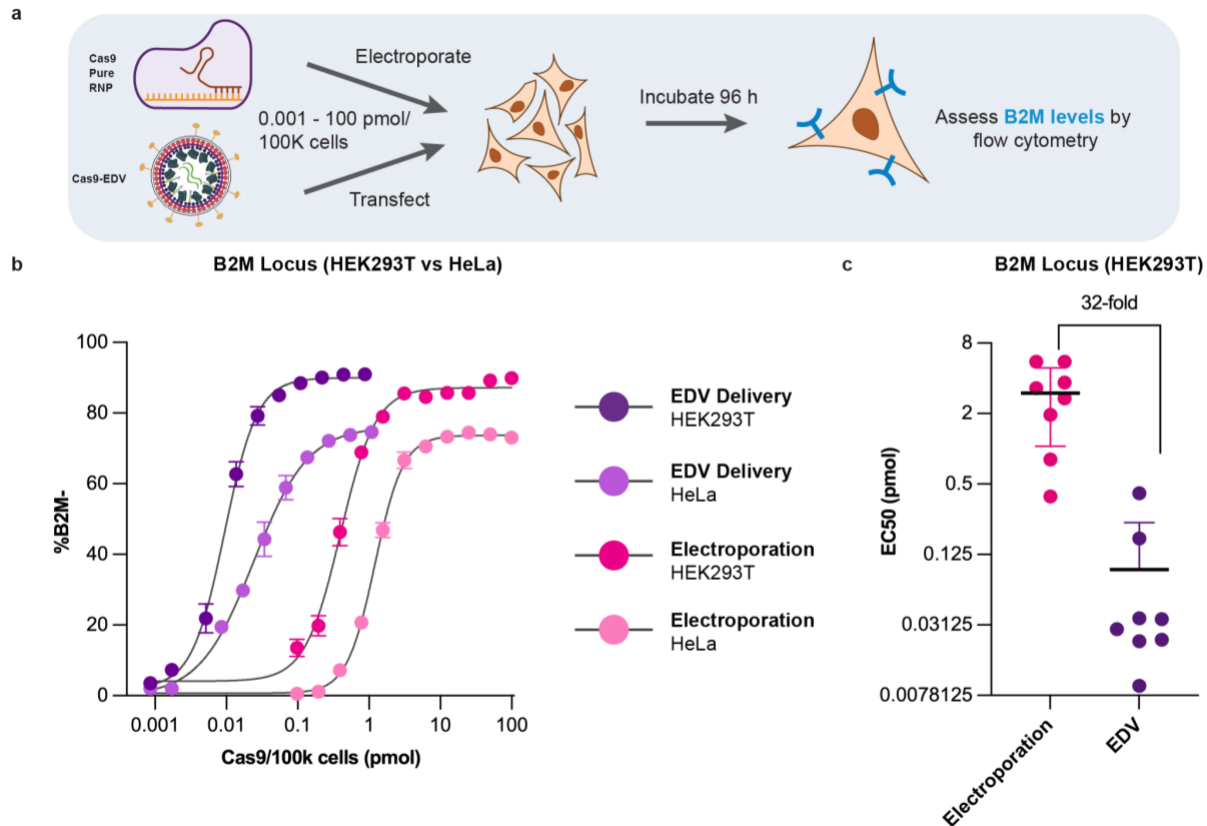 a
Cas9
Pure
RNP
Cas9-EDV
Electroporate
0.001 - 100 pmol/
100K cells
Transfect
Incubate 96 h
Assess B2M levels by
flow cytometry
b
B2M Locus (HEK293T vs HeLa)
%B2M-
100
80
60
40
20
0
0.001
0.01
0.1
1
10
100
Cas9/100k cells (pmol)
EDV Delivery
HEK293T
EDV Delivery
HeLa
Electroporation
HEK293T
Electroporation
HeLa
c
B2M Locus (HEK293T)
32-fold
EC50 (pmol)
8
2
0.5
0.125
0.03125
0.0078125
Electroporation
EDV